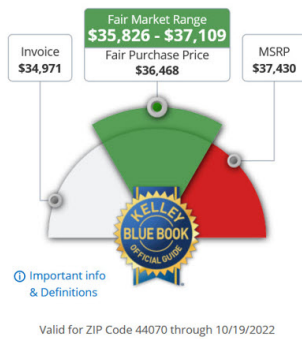 Fair Market Range
$35,826 - $37,109
Fair Purchase Price
$36,468
Invoice
$34,971
MSRP
$37,430
KELLEY
BLUE BOOK
OFFICIAL GUIDE
Important info
& Definitions
Valid for ZIP Code 44070 through 10/19/2022